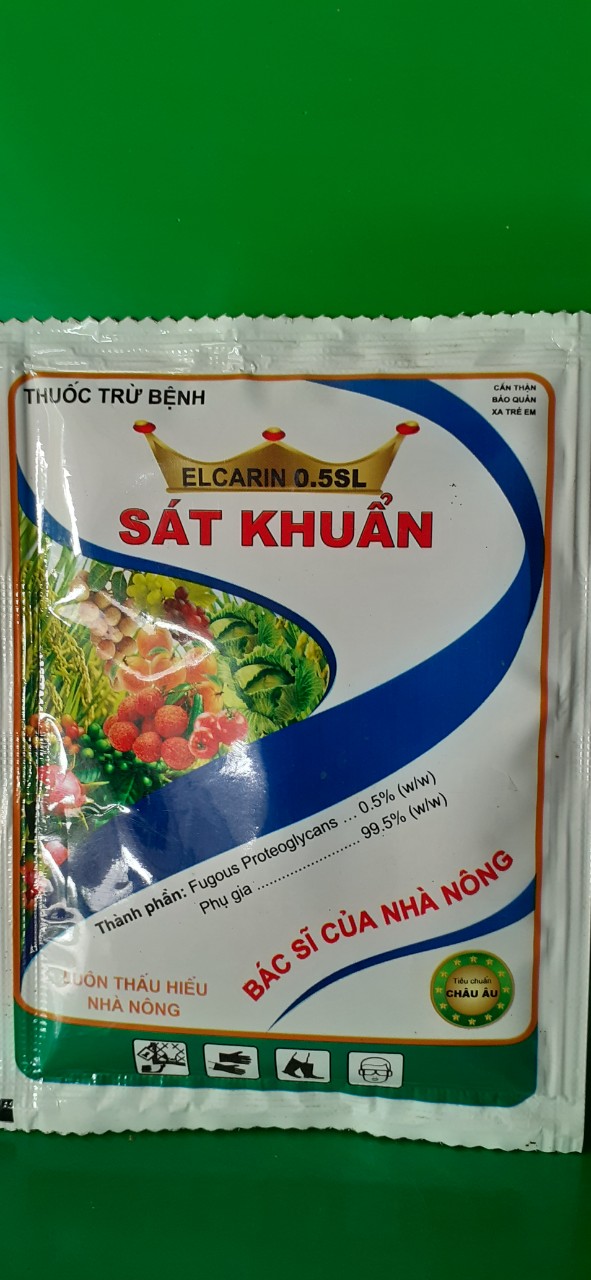 THUỐC TRỪ BỆNH
CẨN THẬN
BẢO QUẢN
XA TRẺ EM
ELCARIN 0.5SL
SÁT KHUẨN
Thành phần: Fugous Proteoglycans ... 0.5% (w/w)
Phụ gia ........................ 99.5% (w/w)
BÁC SĨ CỦA NHÀ NÔNG
LUÔN THẤU HIỂU
NHÀ NÔNG
Tiêu chuẩn
CHÂU ÂU